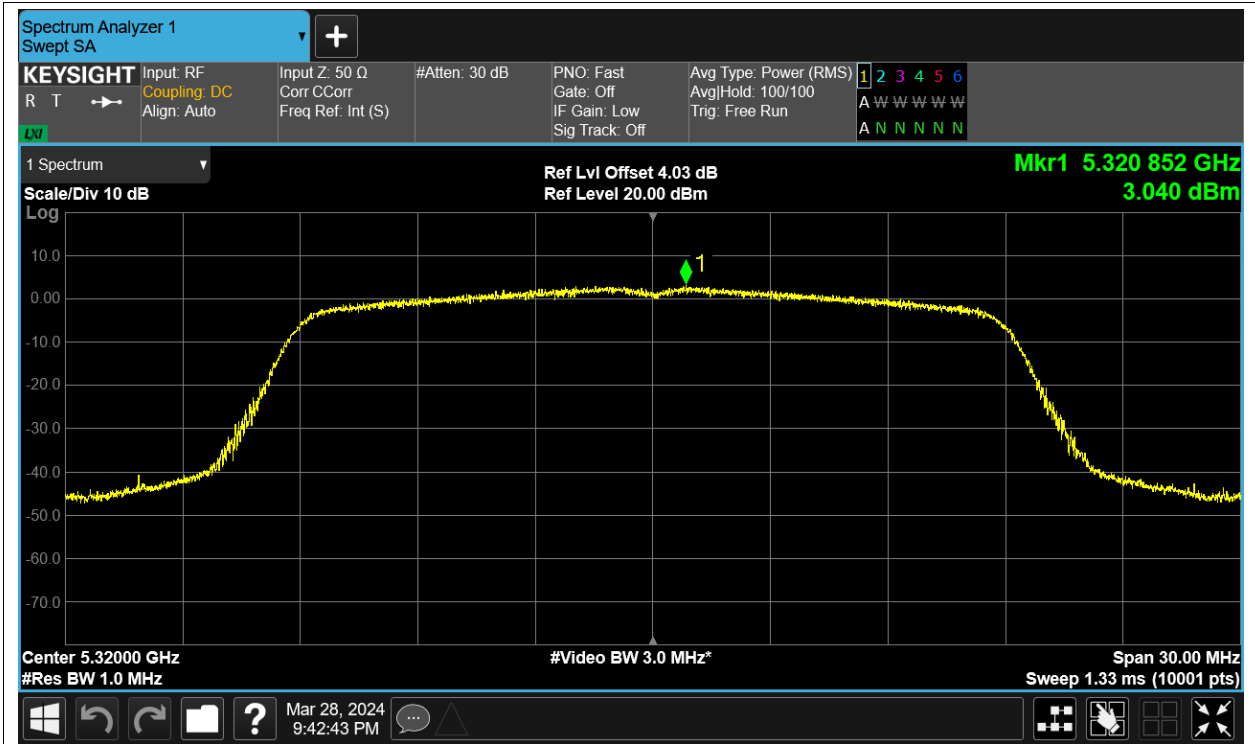 Spectrum Analyzer 1
Swept SA
KEYSIGHT
R T
LXI
Input: RF
Coupling: DC
Align: Auto
Input Z: 50 Ω
Corr CCorr
Freq Ref: Int (S)
#Atten: 30 dB
PNO: Fast
Gate: Off
IF Gain: Low
Sig Track: Off
Avg Type: Power (RMS)
Avg|Hold: 100/100
Trig: Free Run
1 2 3 4 5 6
A W W W W W
A N N N N N
1 Spectrum
Scale/Div 10 dB
Log
Ref Lvl Offset 4.03 dB
Ref Level 20.00 dBm
Mkr1 5.320 852 GHz
3.040 dBm
1
10.0
0.00
-10.0
-20.0
-30.0
-40.0
-50.0
-60.0
-70.0
Center 5.32000 GHz
#Res BW 1.0 MHz
#Video BW 3.0 MHz*
Span 30.00 MHz
Sweep 1.33 ms (10001 pts)
?
Mar 28, 2024
9:42:43 PM